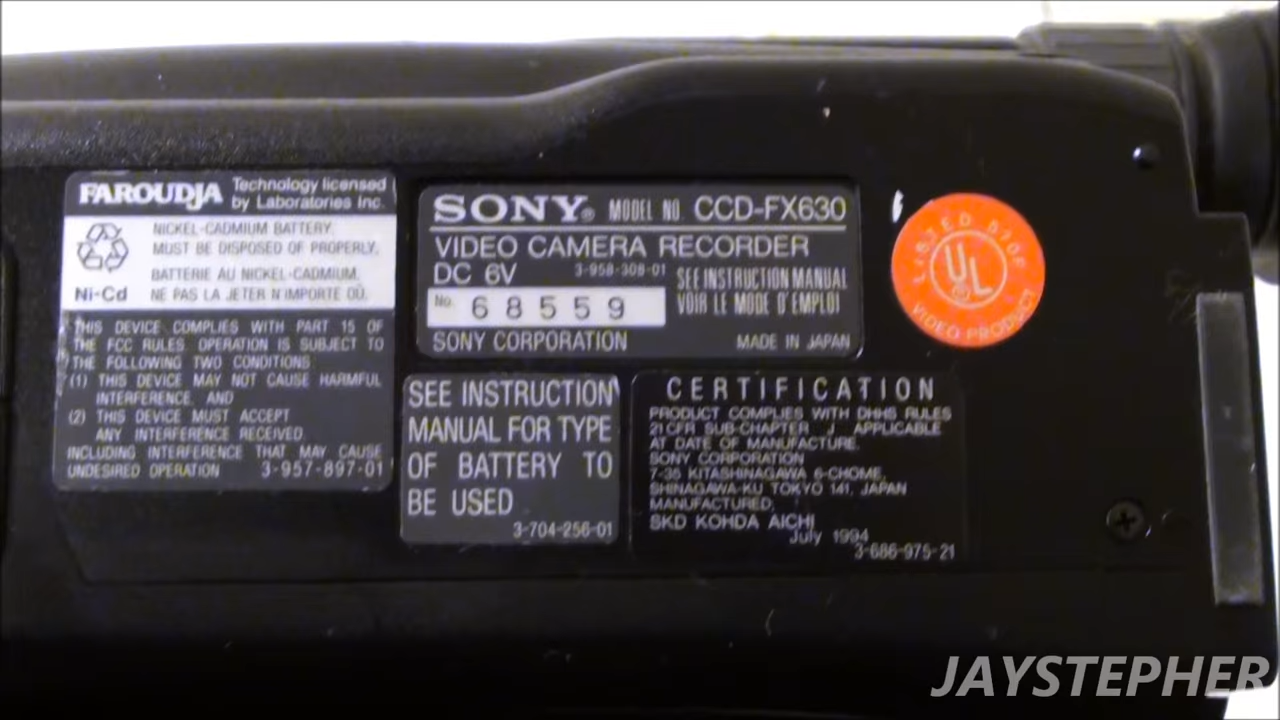 FAROUDJA Technology licensed
by Laboratories Inc.
NICKEL-CADMIUM BATTERY.
MUST BE DISPOSED OF PROPERLY.
BATTERIE AU NICKEL-CADMIUM.
Ni-Cd NE PAS LA JETER N'IMPORTE OÙ.
THIS DEVICE COMPLIES WITH PART 15 OF
THE FCC RULES. OPERATION IS SUBJECT TO
THE FOLLOWING TWO CONDITIONS
(1) THIS DEVICE MAY NOT CAUSE HARMFUL
INTERFERENCE, AND
(2) THIS DEVICE MUST ACCEPT
ANY INTERFERENCE RECEIVED,
INCLUDING INTERFERENCE THAT MAY CAUSE
UNDESIRED OPERATION 3-957-897-01
SONY® MODEL NO. CCD-FX630
VIDEO CAMERA RECORDER
DC 6V 3-958-308-01 SEE INSTRUCTION MANUAL
VOIR LE MODE D'EMPLOI
No. 68559
SONY CORPORATION MADE IN JAPAN
SEE INSTRUCTION
MANUAL FOR TYPE
OF BATTERY TO
BE USED
3-704-256-01
CERTIFICATION
PRODUCT COMPLIES WITH DHHS RULES
21 CFR SUB-CHAPTER J APPLICABLE
AT DATE OF MANUFACTURE.
SONY CORPORATION
7-35 KITASHINAGAWA 6-CHOME,
SHINAGAWA-KU TOKYO 141, JAPAN
MANUFACTURED,
SKD KOHDA AICHI
July 1994
3-686-975-21
LISTED 570F
UL®
VIDEO PRODUCT
JAYSTEPHER